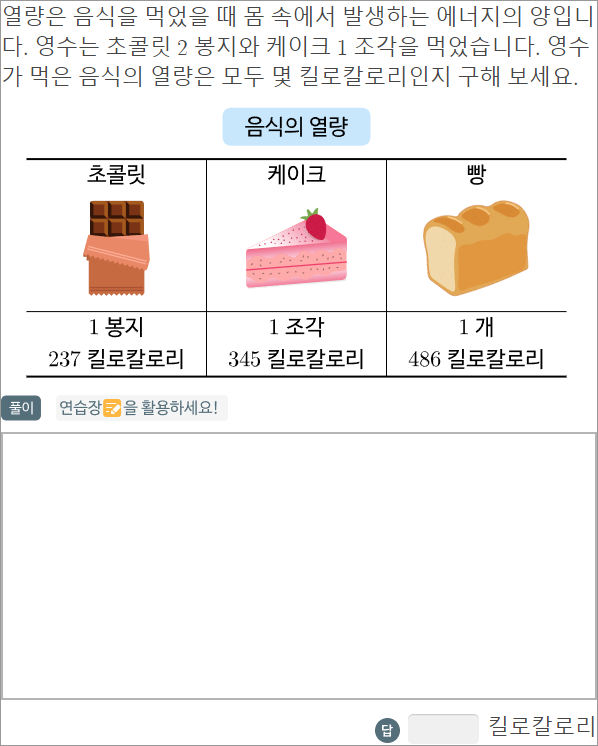 열량은 음식을 먹었을 때 몸 속에서 발생하는 에너지의 양입니
다. 영수는 초콜릿 2 봉지와 케이크 1 조각을 먹었습니다. 영수
가 먹은 음식의 열량은 모두 몇 킬로칼로리인지 구해 보세요.
음식의 열량
초콜릿 케이크 빵
1 봉지 1 조각 1 개
237 킬로칼로리 345 킬로칼로리 486 킬로칼로리
풀이 연습장을 활용하세요!
답 킬로칼로리